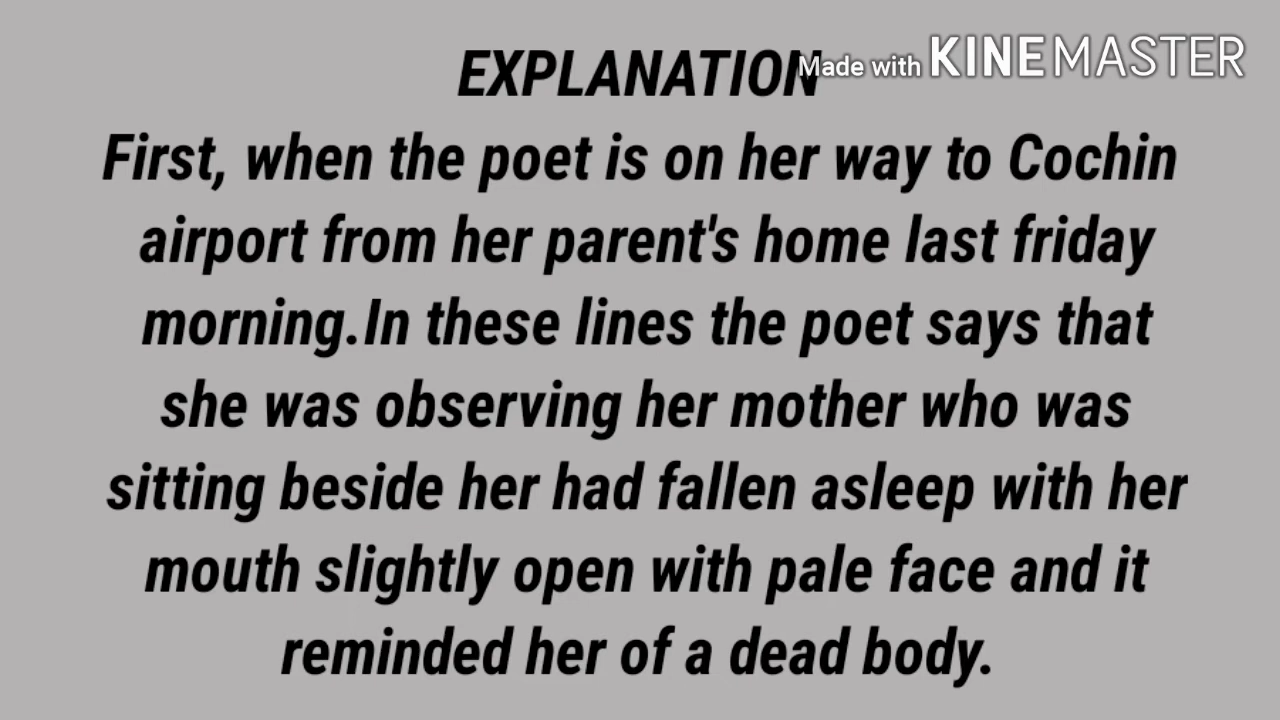 EXPLANATION
Made with KINEMASTER
First, when the poet is on her way to Cochin
airport from her parent's home last friday
morning.In these lines the poet says that
she was observing her mother who was
sitting beside her had fallen asleep with her
mouth slightly open with pale face and it
reminded her of a dead body.